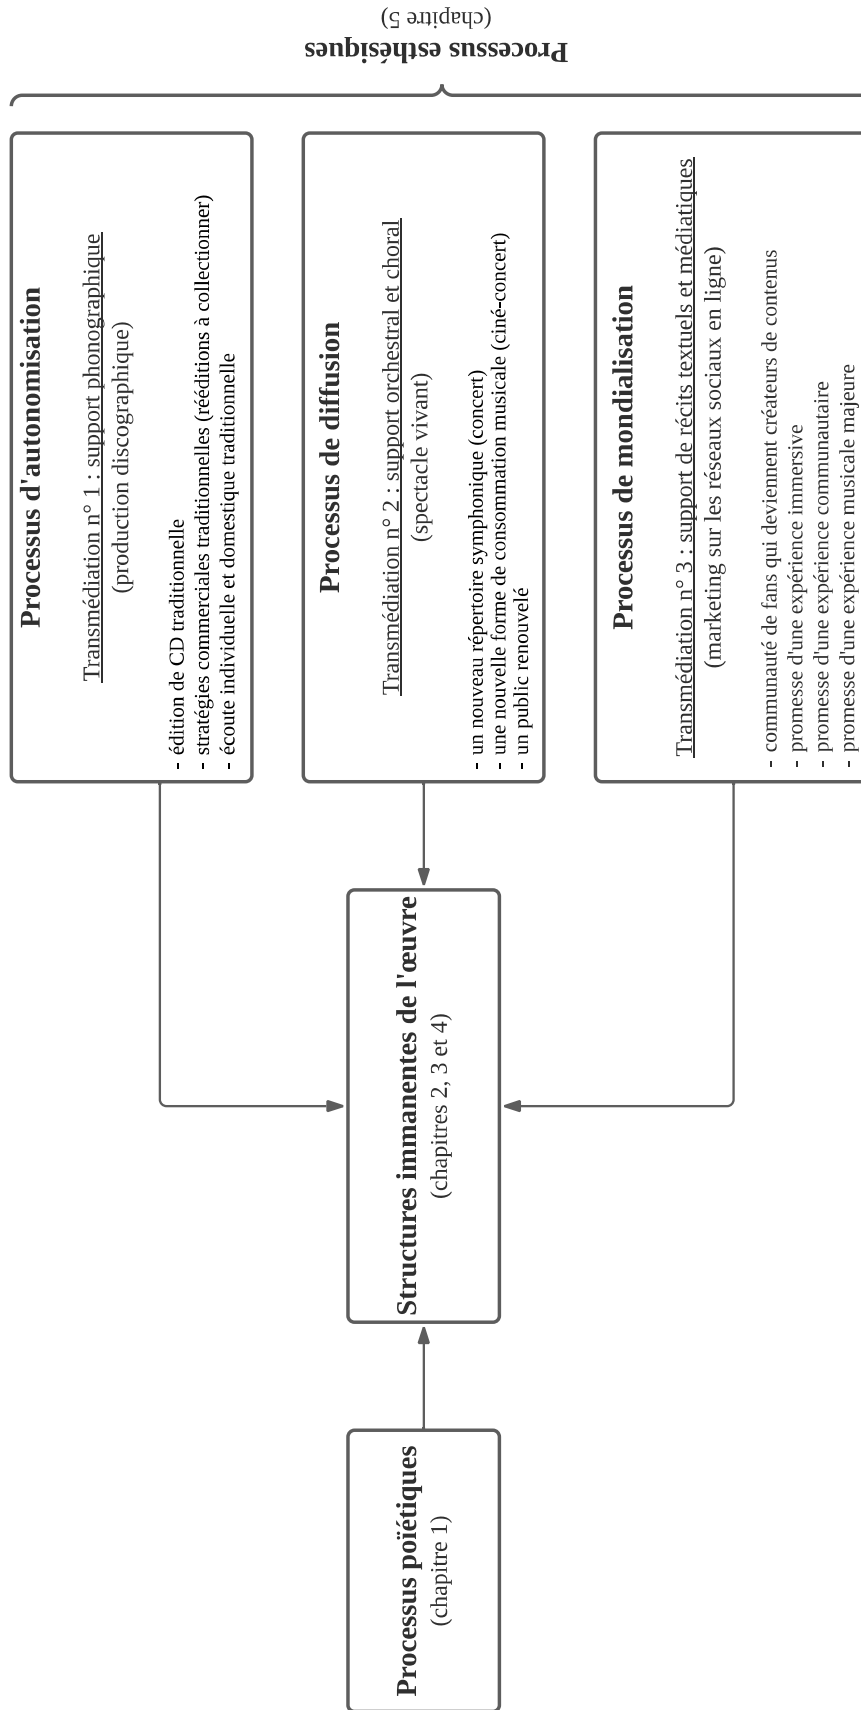 Processus poïétiques
(chapitre 1)
Structures immanentes de l'œuvre
(chapitres 2, 3 et 4)
Processus d'autonomisation
Transmédiation n° 1 : support phonographique
(production discographique)
- édition de CD traditionnelle
- stratégies commerciales traditionnelles (rééditions à collectionner)
- écoute individuelle et domestique traditionnelle
Processus de diffusion
Transmédiation n° 2 : support orchestral et choral
(spectacle vivant)
- un nouveau répertoire symphonique (concert)
- une nouvelle forme de consommation musicale (ciné-concert)
- un public renouvelé
Processus de mondialisation
Transmédiation n° 3 : support de récits textuels et médiatiques
(marketing sur les réseaux sociaux en ligne)
- communauté de fans qui deviennent créateurs de contenus
- promesse d'une expérience immersive
- promesse d'une expérience communautaire
- promesse d'une expérience musicale majeure
Processus esthésiques
(chapitre 5)